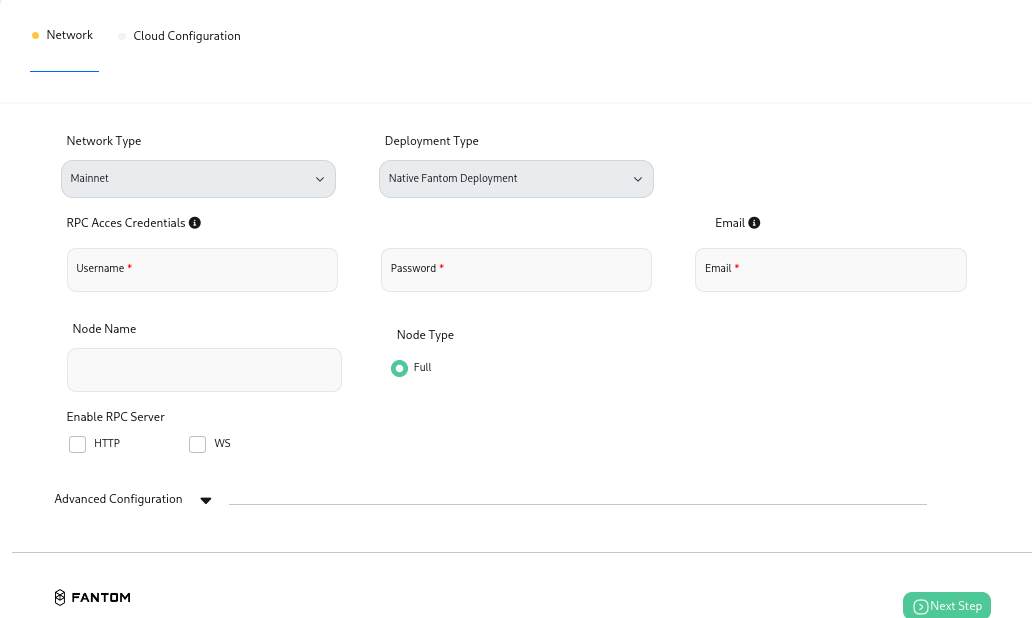 Network
Cloud Configuration
Network Type
Deployment Type
Mainnet
Native Fantom Deployment
RPC Acces Credentials
Email
Username *
Password *
Email *
Node Name
Node Type
Full
Enable RPC Server
HTTP
WS
Advanced Configuration
FANTOM
Next Step